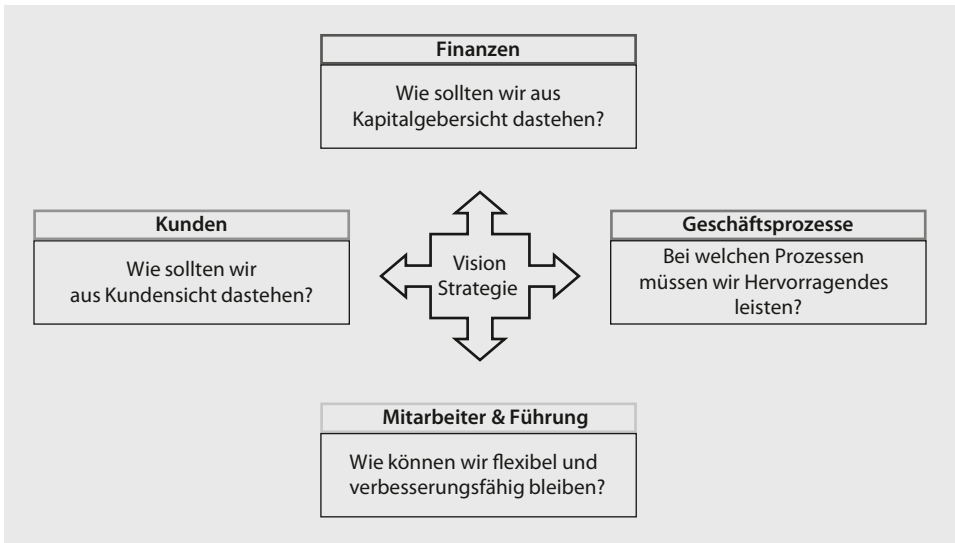 Finanzen
Wie sollten wir aus
Kapitalgebersicht dastehen?
Kunden
Wie sollten wir
aus Kundensicht dastehen?
Vision
Strategie
Geschäftsprozesse
Bei welchen Prozessen
müssen wir Hervorragendes
leisten?
Mitarbeiter & Führung
Wie können wir flexibel und
verbesserungsfähig bleiben?